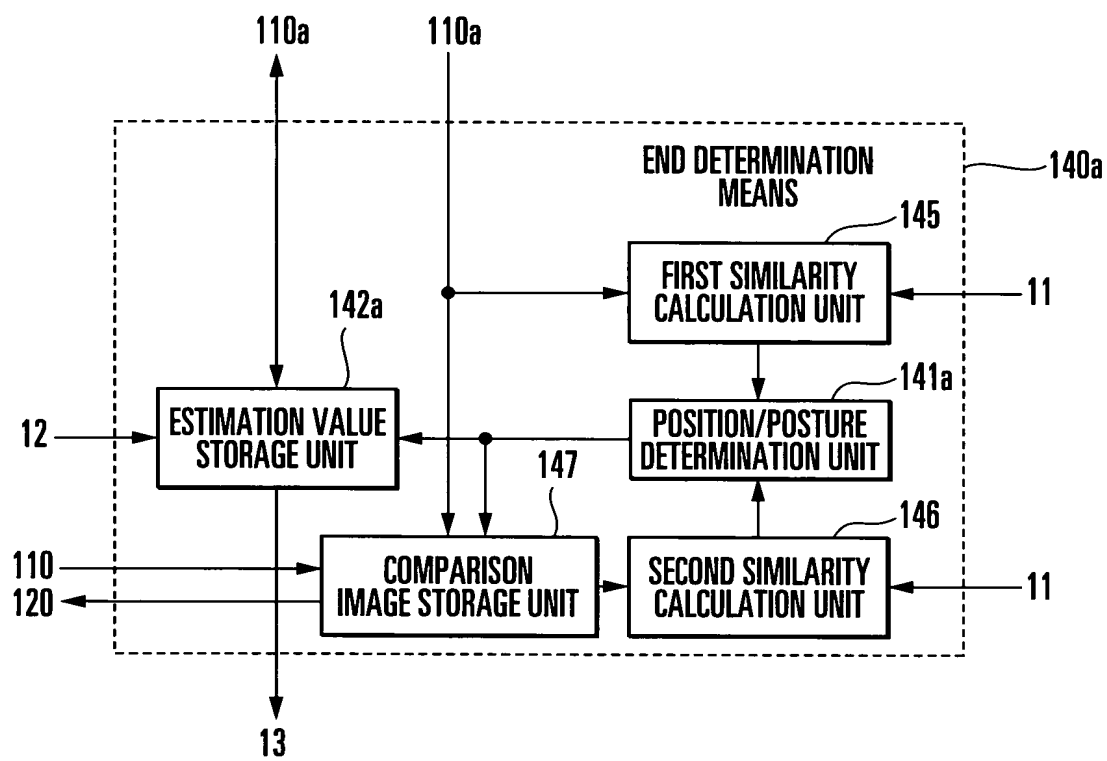 110a
110a
END DETERMINATION
MEANS
140a
145
FIRST SIMILARITY
CALCULATION UNIT
11
142a
141a
12
ESTIMATION VALUE
STORAGE UNIT
POSITION/POSTURE
DETERMINATION UNIT
147
146
110
120
COMPARISON
IMAGE STORAGE UNIT
SECOND SIMILARITY
CALCULATION UNIT
11
13